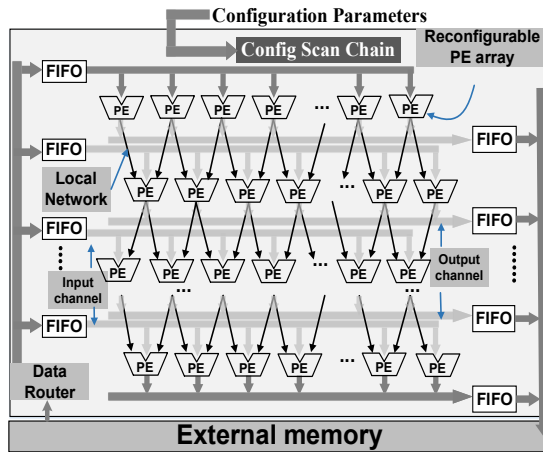 Configuration Parameters
Config Scan Chain
Reconfigurable
PE array
FIFO
PE PE PE PE ... PE PE
FIFO
FIFO
Local
Network
PE PE PE PE ... PE PE
FIFO
FIFO
Input
channel
Output
channel
PE PE PE PE ... PE PE
... ...
FIFO
FIFO
PE PE PE PE ... PE PE
Data
Router
FIFO
External memory